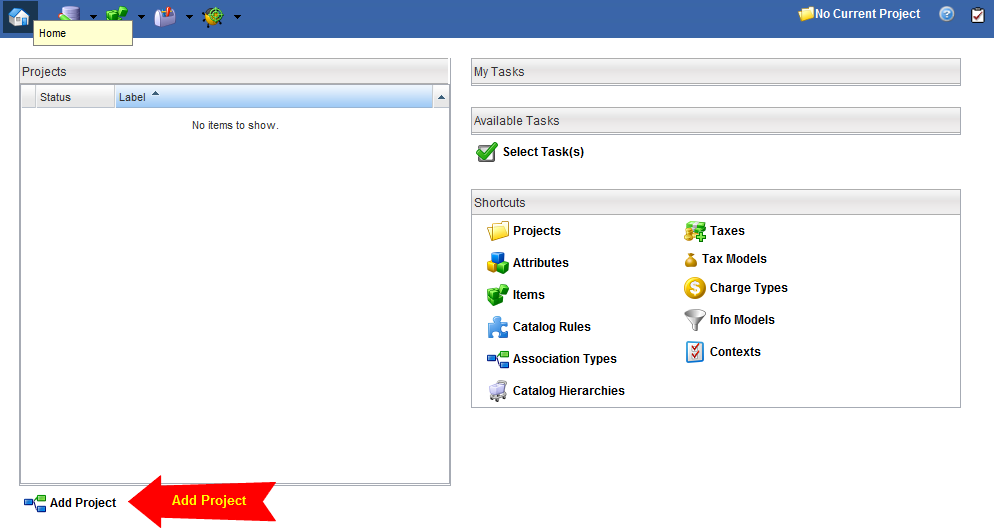 No Current Project
Home
Projects
Status
Label
No items to show.
Add Project
Add Project
My Tasks
Available Tasks
Select Task(s)
Shortcuts
Projects
Attributes
Items
Catalog Rules
Association Types
Catalog Hierarchies
Taxes
Tax Models
Charge Types
Info Models
Contexts